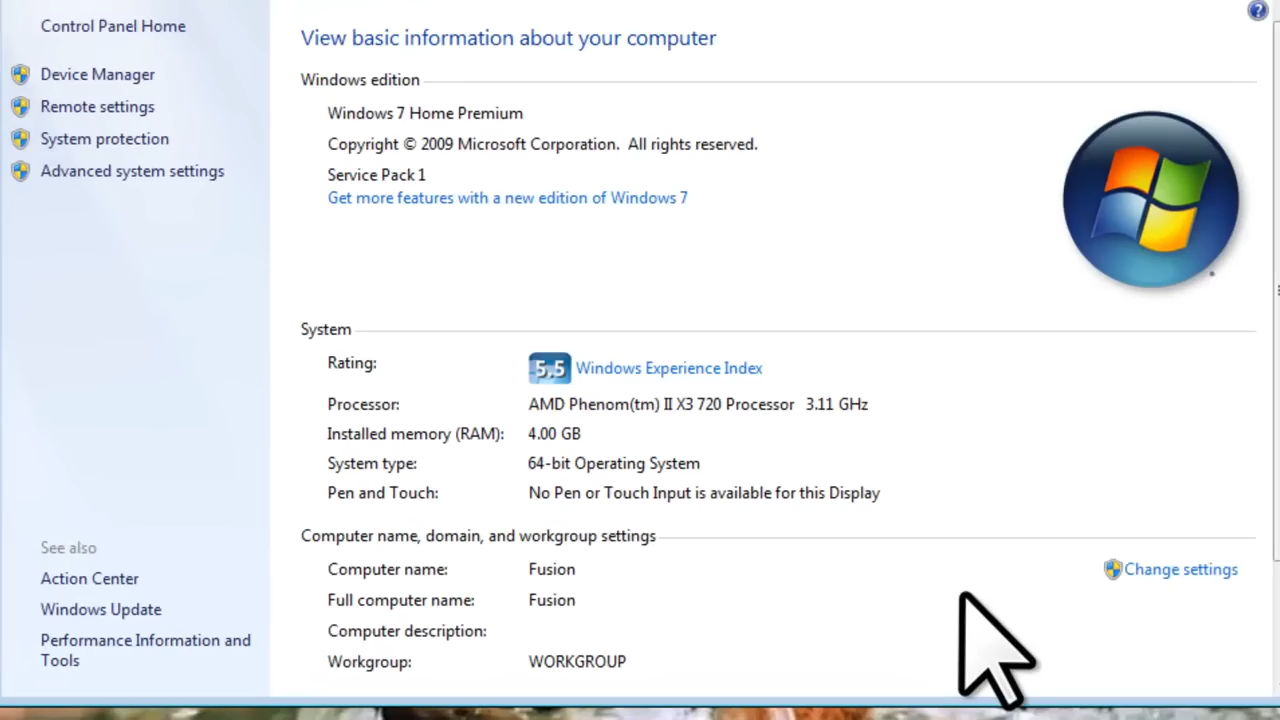 Control Panel Home
Device Manager
Remote settings
System protection
Advanced system settings
See also
Action Center
Windows Update
Performance Information and
Tools
View basic information about your computer
Windows edition
Windows 7 Home Premium
Copyright © 2009 Microsoft Corporation.  All rights reserved.
Service Pack 1
Get more features with a new edition of Windows 7
System
Rating: 5.5 Windows Experience Index
Processor: AMD Phenom(tm) II X3 720 Processor   3.11 GHz
Installed memory (RAM): 4.00 GB
System type: 64-bit Operating System
Pen and Touch: No Pen or Touch Input is available for this Display
Computer name, domain, and workgroup settings
Computer name: Fusion Change settings
Full computer name: Fusion
Computer description:
Workgroup: WORKGROUP